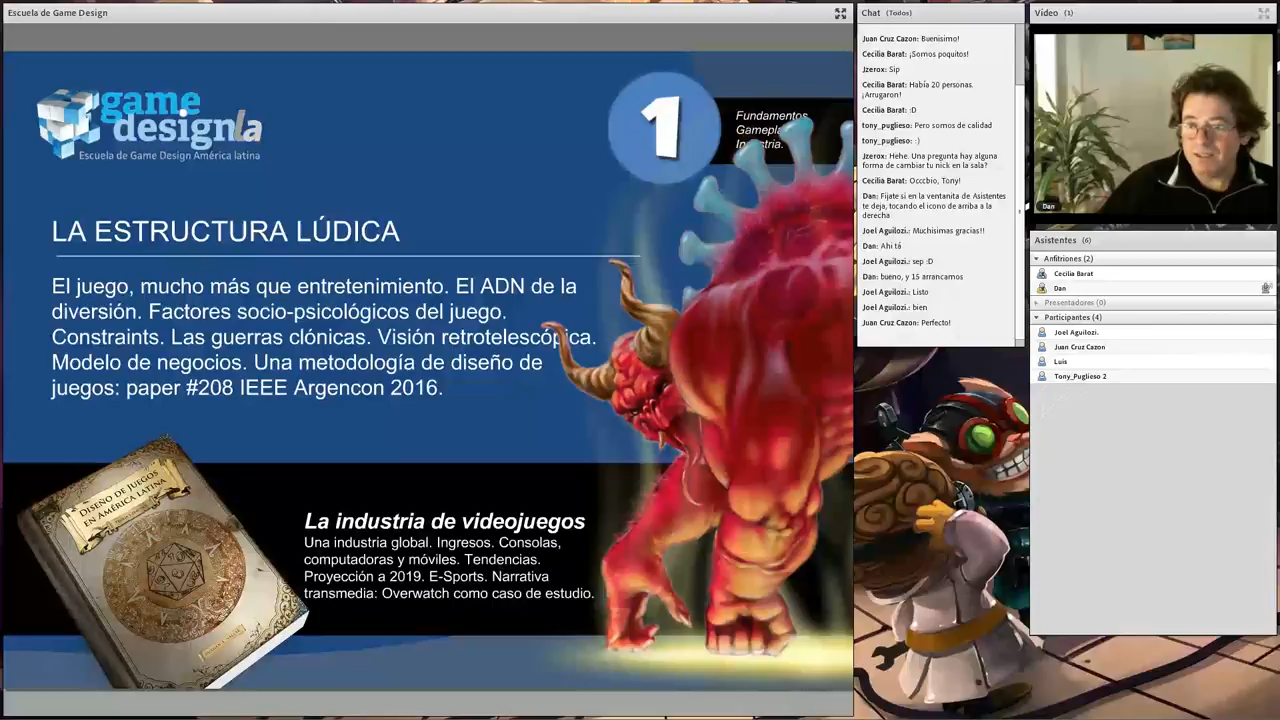 Escuela de Game Design
game
designla
Escuela de Game Design América latina
1
Fundamentos.
LA ESTRUCTURA LÚDICA
El juego, mucho más que entretenimiento. El ADN de la
diversión. Factores socio-psicológicos del juego.
Constraints. Las guerras clónicas. Visión retrotelescópica.
Modelo de negocios. Una metodología de diseño de
juegos: paper #208 IEEE Argencon 2016.
DISEÑO DE JUEGOS
EN AMÉRICA LATINA
La industria de videojuegos
Una industria global. Ingresos. Consolas,
computadoras y móviles. Tendencias.
Proyección a 2019. E-Sports. Narrativa
transmedia: Overwatch como caso de estudio.
Chat (Todos)
Juan Cruz Cazon: Buenisimo!
Cecilia Barat: ¡Somos poquitos!
Jzerox: Sip
Cecilia Barat: Había 20 personas.
¡Arrugaron!
Cecilia Barat: :D
tony_puglieso: Pero somos de calidad
tony_puglieso: :)
Jzerox: Hehe. Una pregunta hay alguna
forma de cambiar tu nick en la sala?
Cecilia Barat: Occcbio, Tony!
Dan: Fijate si en la ventanita de Asistentes
te deja, tocando el icono de arriba a la
derecha
Joel Aguilozi.: Muchisimas gracias!!
Dan: Ahi tá
Joel Aguilozi.: sep :D
Dan: bueno, y 15 arrancamos
Joel Aguilozi.: Listo
Joel Aguilozi.: bien
Juan Cruz Cazon: Perfecto!
Vídeo (1)
Dan
Asistentes (6)
Anfitriones (2)
Cecilia Barat
Dan
Presentadores (0)
Participantes (4)
Joel Aguilozi.
Juan Cruz Cazon
Luis
Tony_Puglieso 2